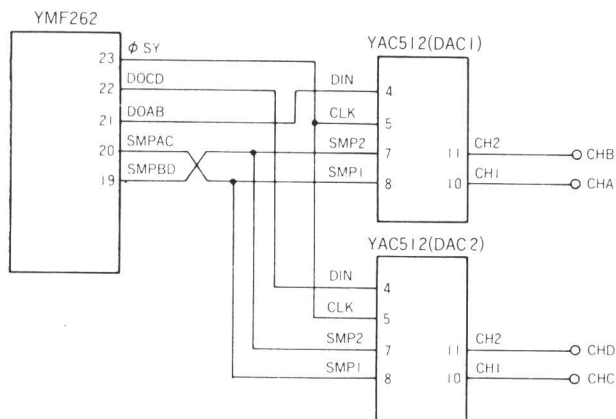 YMF262
23 φSY
22 DOCD
21 DOAB
20 SMPAC
19 SMPBD
YAC512(DAC1)
DIN 4
CLK 5
SMP2 7
SMP1 8
11 CH2 CHB
10 CH1 CHA
YAC512(DAC2)
DIN 4
CLK 5
SMP2 7
SMP1 8
11 CH2 CHD
10 CH1 CHC